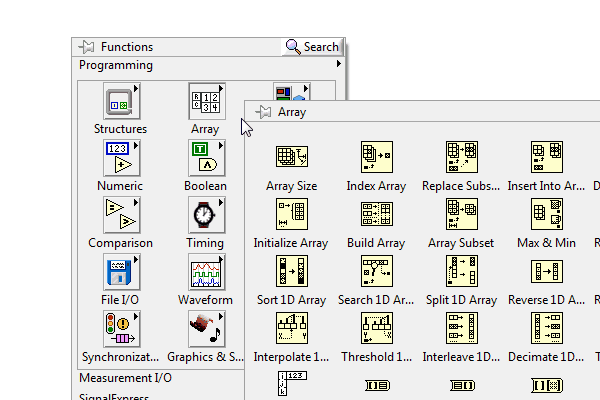 Functions
Search
Programming
Array
Structures
Array
Numeric
Boolean
Comparison
Timing
File I/O
Waveform
Synchronizat...
Graphics & S...
Measurement I/O
SignalExpress
Array Size
Index Array
Replace Subs...
Insert Into Ar...
Initialize Array
Build Array
Array Subset
Max & Min
Sort 1D Array
Search 1D Ar...
Split 1D Array
Reverse 1D A...
Interpolate 1...
Threshold 1...
Interleave 1D...
Decimate 1D...